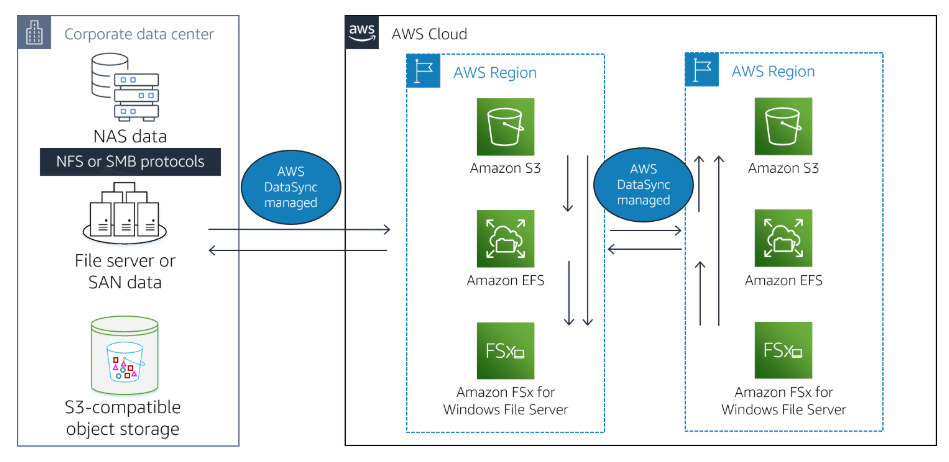 Corporate data center
NAS data
NFS or SMB protocols
File server or
SAN data
S3-compatible
object storage
AWS
DataSync
managed
aws
AWS Cloud
AWS Region
Amazon S3
Amazon EFS
FSx
Amazon FSx for
Windows File Server
AWS
DataSync
managed
AWS Region
Amazon S3
Amazon EFS
FSx
Amazon FSx for
Windows File Server